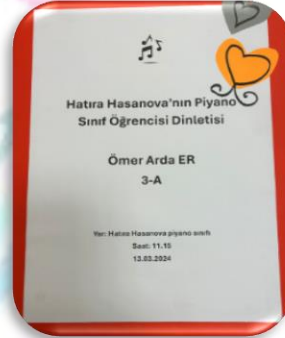 Hatıra Hasanova'nın Piyano
Sınıf Öğrencisi Dinletisi
Ömer Arda ER
3-A
Yer: Hatıra Hasanova piyano sınıfı
Saat: 11.15
13.03.2024